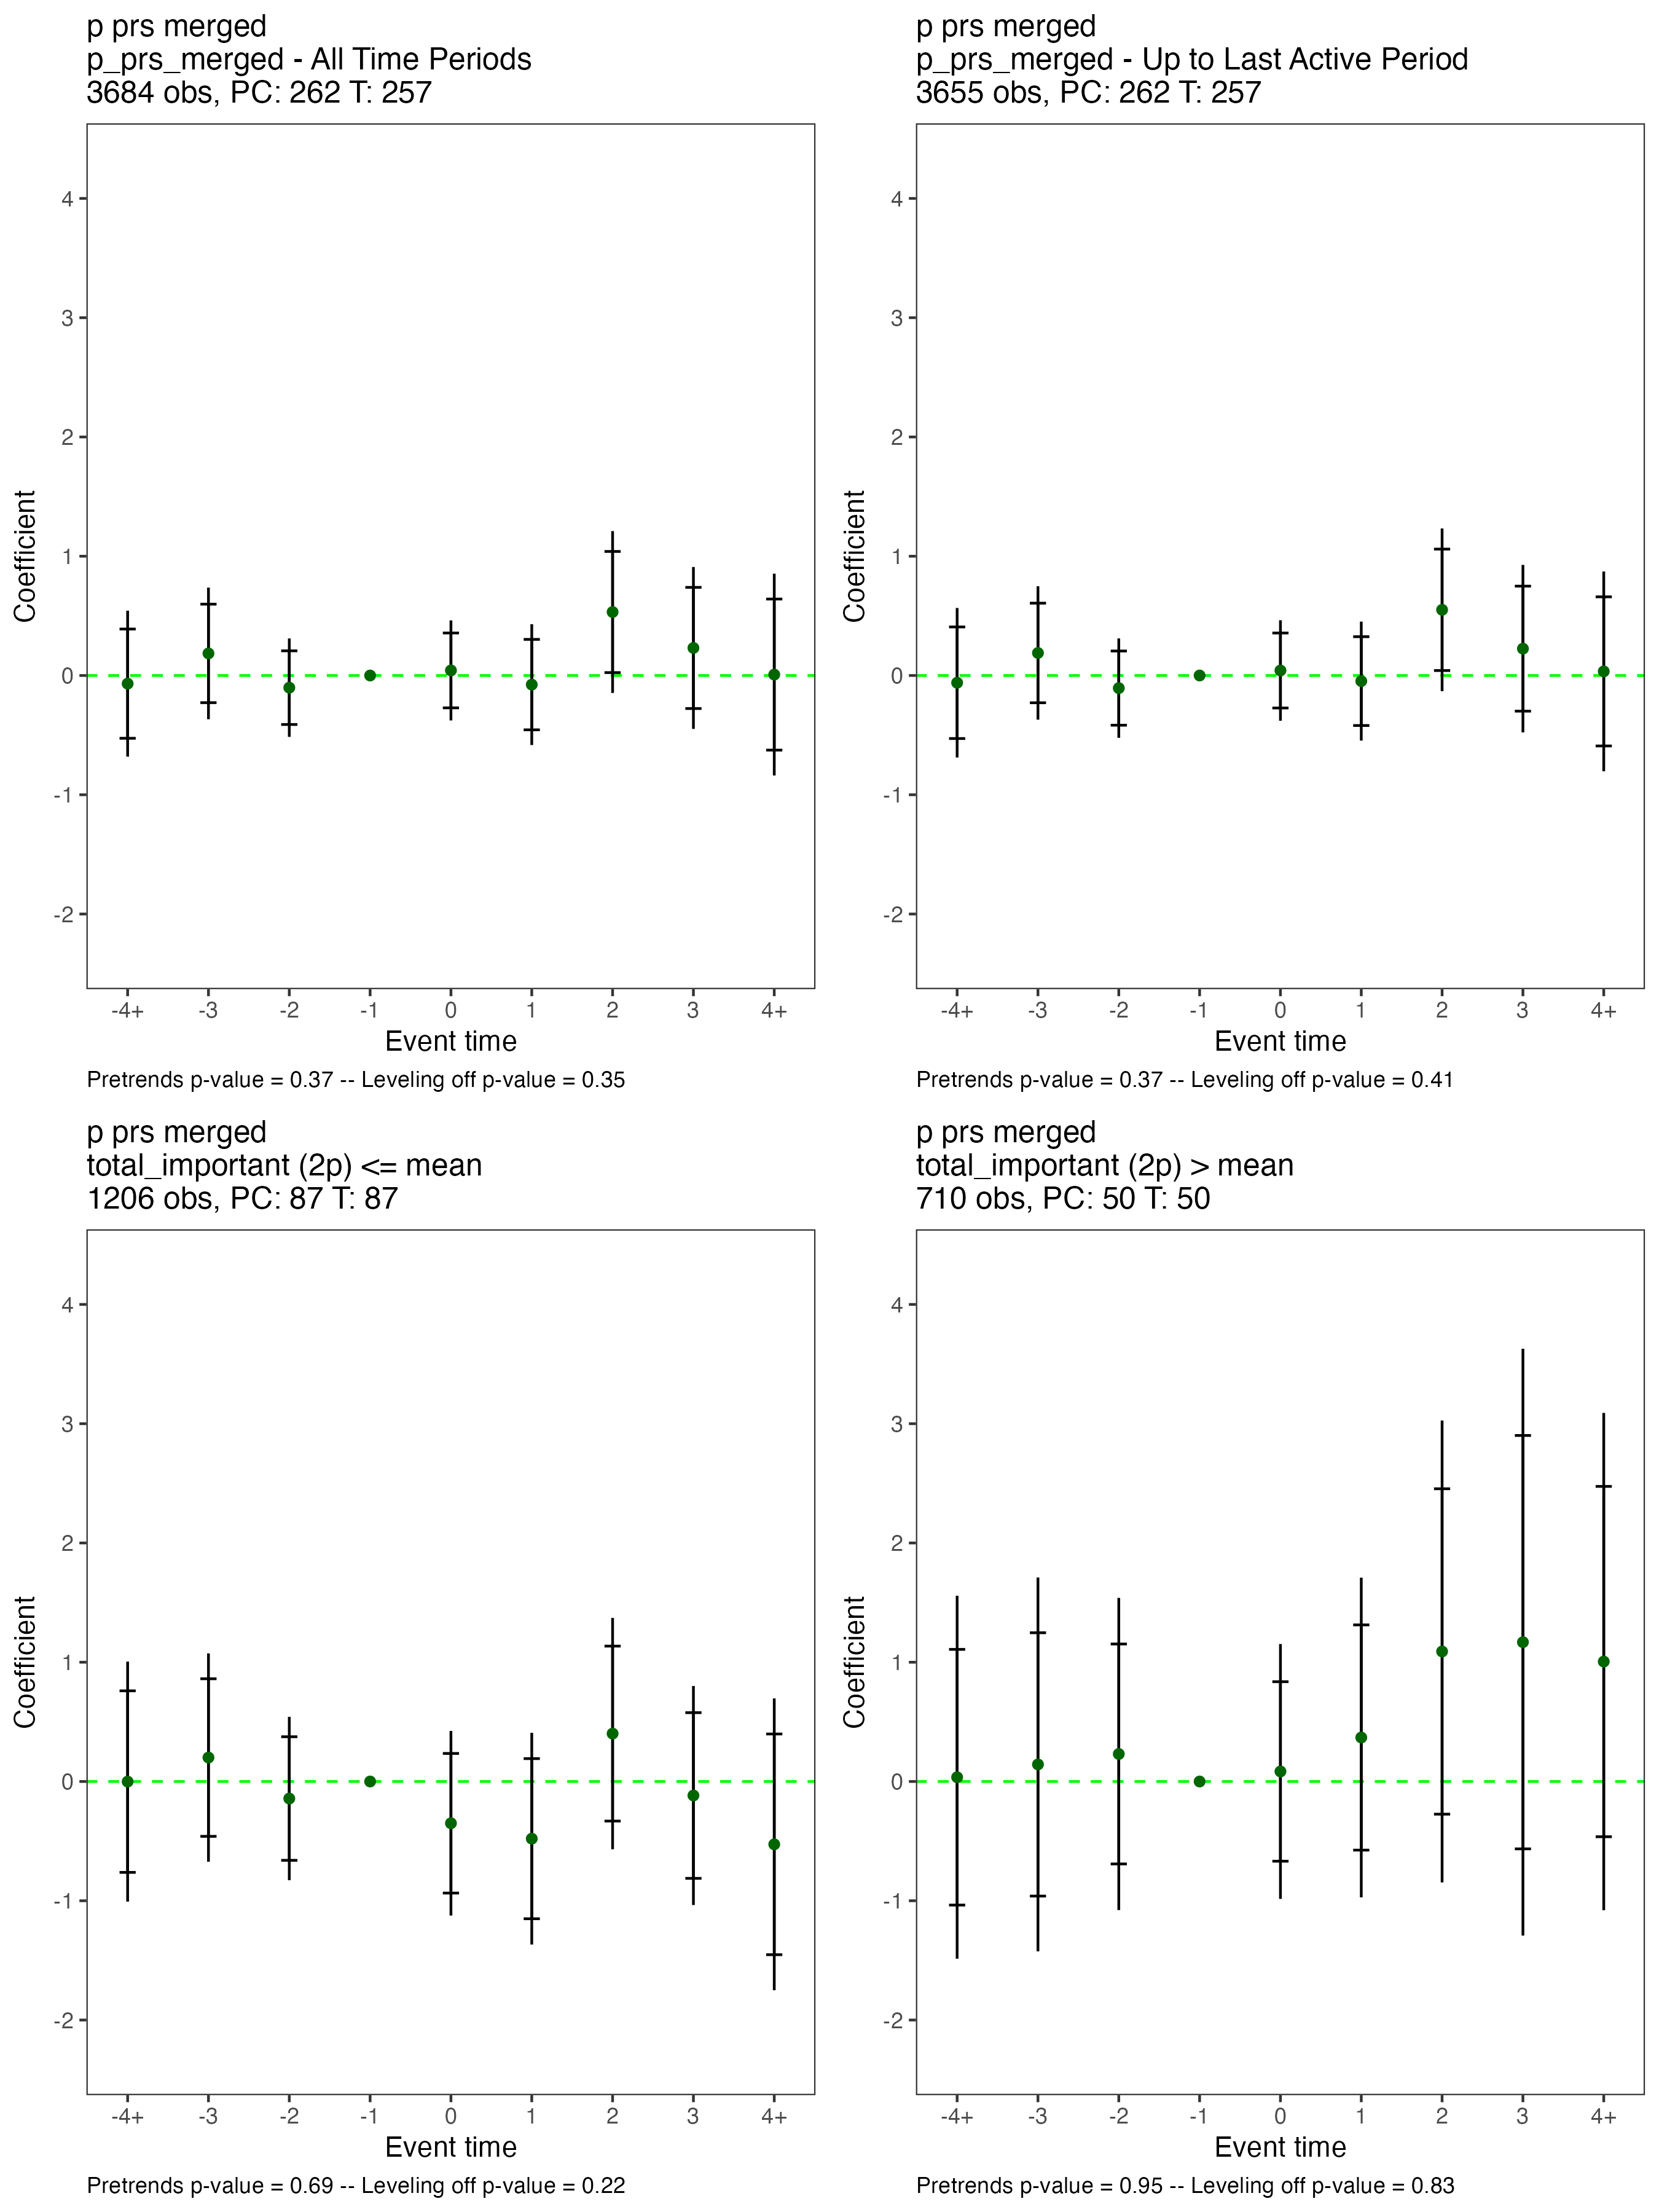 p prs merged
p_prs_merged - All Time Periods
3684 obs, PC: 262 T: 257
4
3
2
1
0
-1
-2
Coefficient
-4+ -3 -2 -1 0 1 2 3 4+
Event time
Pretrends p-value = 0.37 -- Leveling off p-value = 0.35
p prs merged
p_prs_merged - Up to Last Active Period
3655 obs, PC: 262 T: 257
4
3
2
1
0
-1
-2
Coefficient
-4+ -3 -2 -1 0 1 2 3 4+
Event time
Pretrends p-value = 0.37 -- Leveling off p-value = 0.41
p prs merged
total_important (2p) <= mean
1206 obs, PC: 87 T: 87
4
3
2
1
0
-1
-2
Coefficient
-4+ -3 -2 -1 0 1 2 3 4+
Event time
Pretrends p-value = 0.69 -- Leveling off p-value = 0.22
p prs merged
total_important (2p) > mean
710 obs, PC: 50 T: 50
4
3
2
1
0
-1
-2
Coefficient
-4+ -3 -2 -1 0 1 2 3 4+
Event time
Pretrends p-value = 0.95 -- Leveling off p-value = 0.83